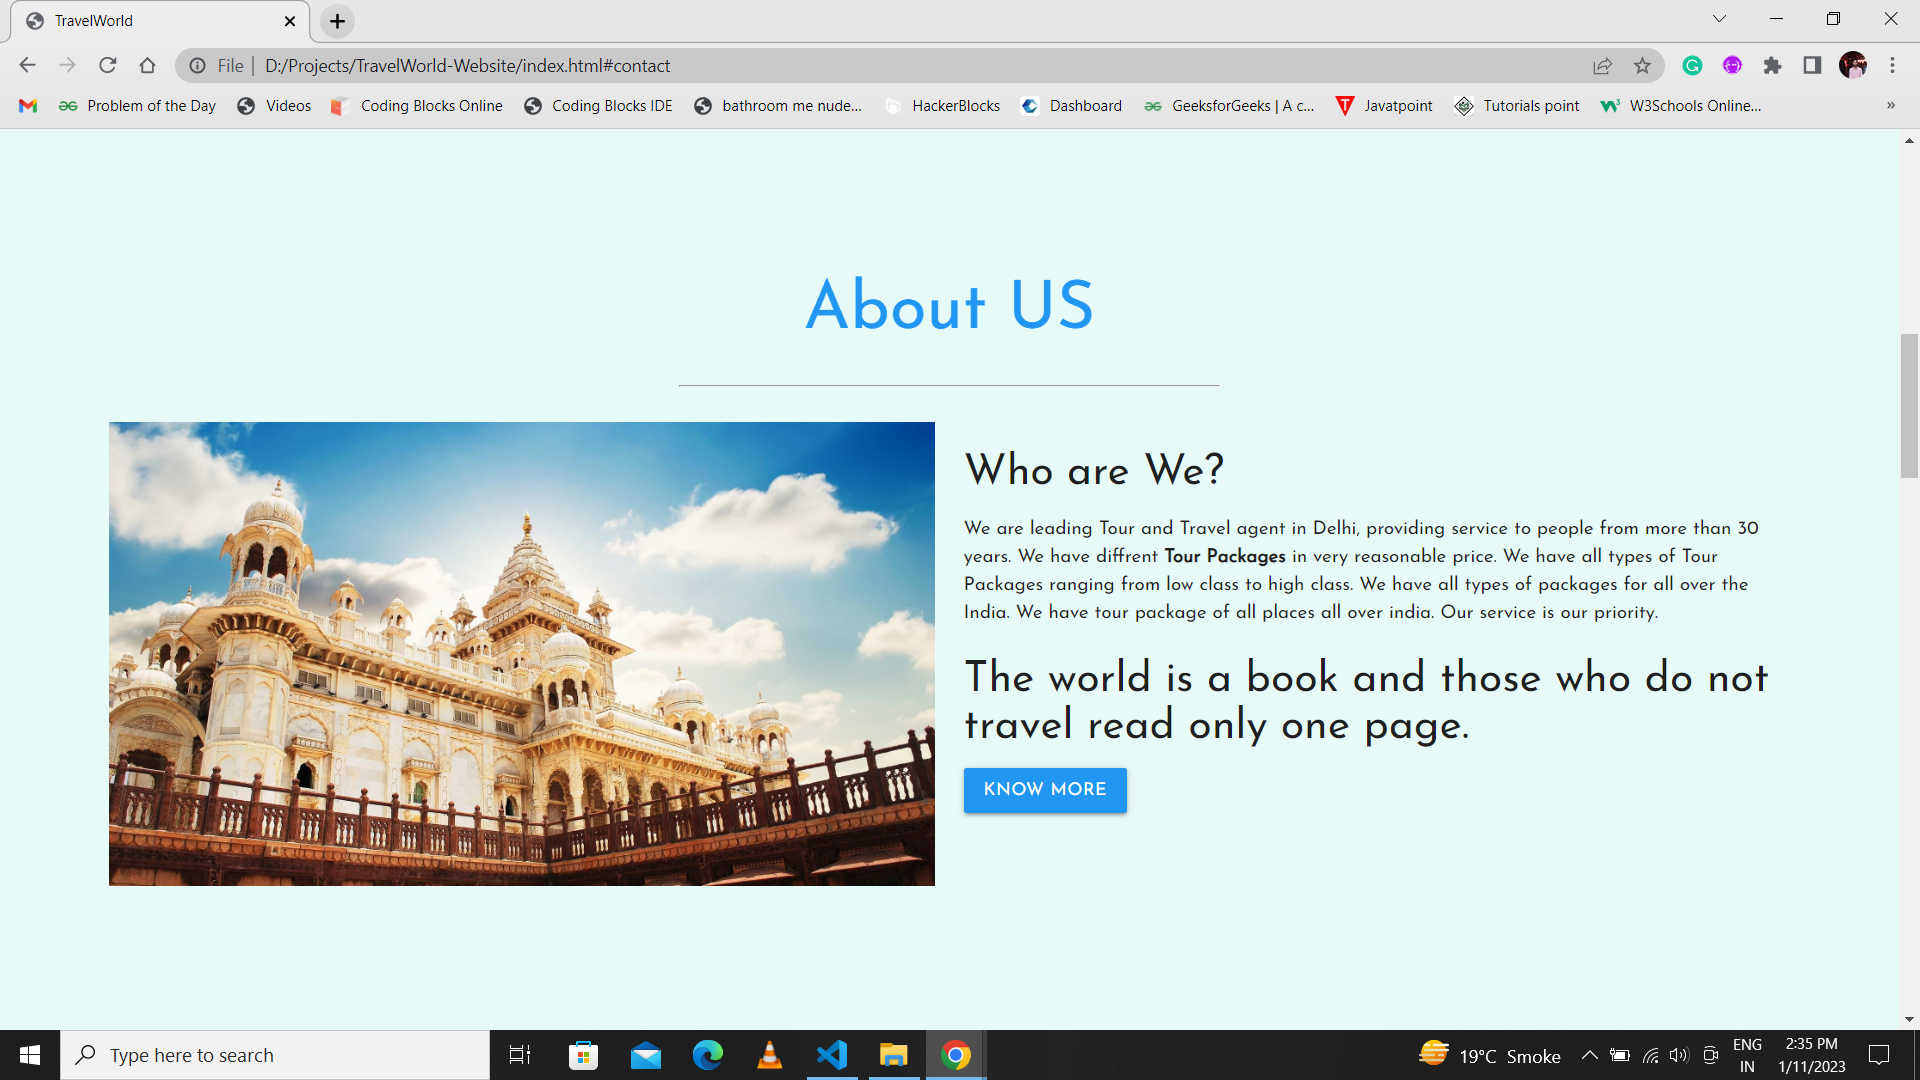 TravelWorld
File | D:/Projects/TravelWorld-Website/index.html#contact
Problem of the Day Videos Coding Blocks Online Coding Blocks IDE bathroom me nude... HackerBlocks Dashboard GeeksforGeeks | A c... Javatpoint Tutorials point W3Schools Online... »
About US
Who are We?
We are leading Tour and Travel agent in Delhi, providing service to people from more than 30
years. We have diffrent Tour Packages in very reasonable price. We have all types of Tour
Packages ranging from low class to high class. We have all types of packages for all over the
India. We have tour package of all places all over india. Our service is our priority.
The world is a book and those who do not
travel read only one page.
KNOW MORE
Type here to search
19°C Smoke
ENG
IN
2:35 PM
1/11/2023